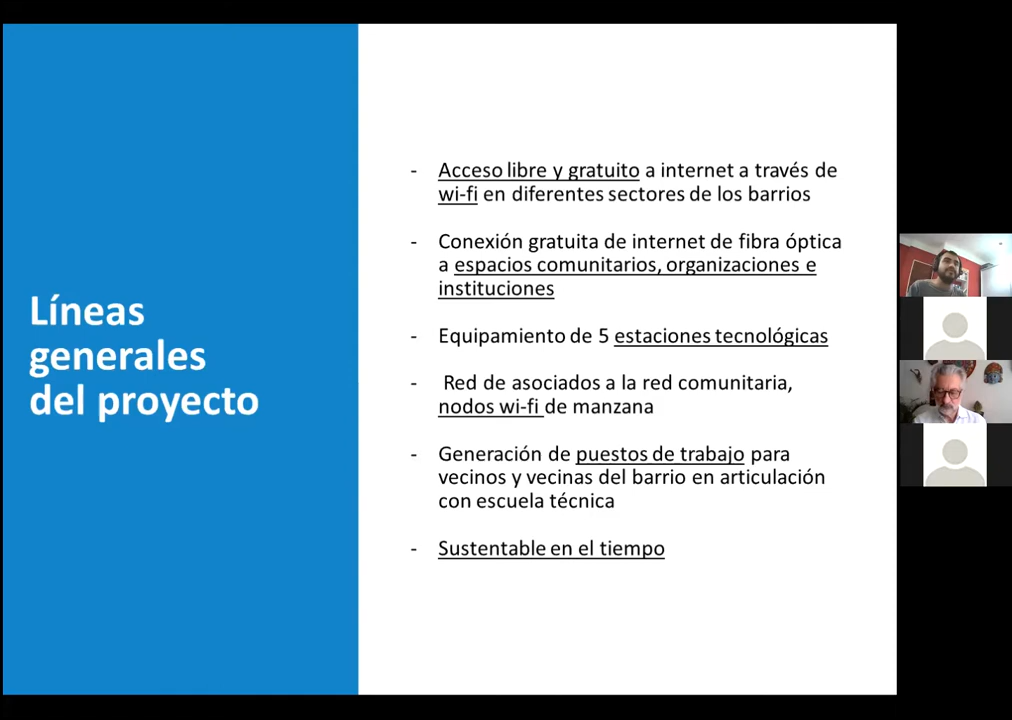 Líneas
generales
del proyecto
- Acceso libre y gratuito a internet a través de
wi-fi en diferentes sectores de los barrios
- Conexión gratuita de internet de fibra óptica
a espacios comunitarios, organizaciones e
instituciones
- Equipamiento de 5 estaciones tecnológicas
- Red de asociados a la red comunitaria,
nodos wi-fi de manzana
- Generación de puestos de trabajo para
vecinos y vecinas del barrio en articulación
con escuela técnica
- Sustentable en el tiempo